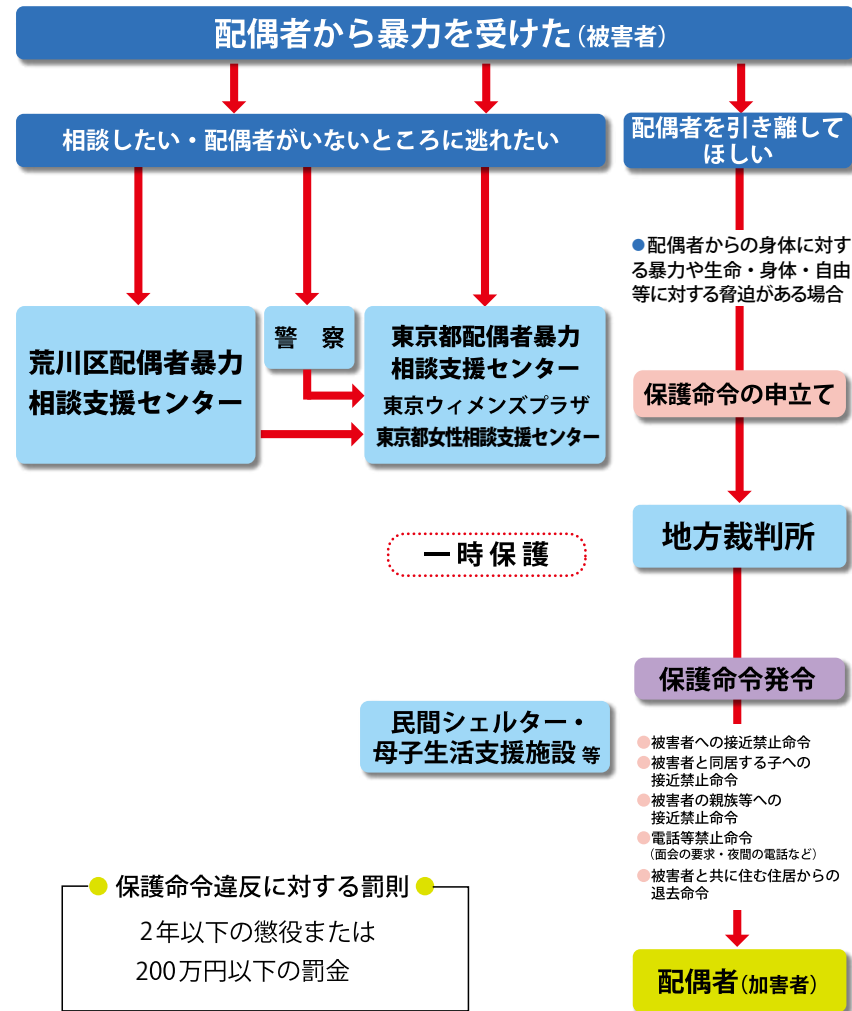 配偶者から暴力を受けた(被害者)
相談したい・配偶者がいないところに逃れたい
配偶者を引き離して
ほしい
●配偶者からの身体に対す
る暴力や生命・身体・自由
等に対する脅迫がある場合
荒川区配偶者暴力
相談支援センター
警 察
東京都配偶者暴力
相談支援センター
東京ウィメンズプラザ
東京都女性相談支援センター
保護命令の申立て
地方裁判所
一時保護
保護命令発令
民間シェルター・
母子生活支援施設 等
●被害者への接近禁止命令
●被害者と同居する子への
接近禁止命令
●被害者の親族等への
接近禁止命令
●電話等禁止命令
(面会の要求・夜間の電話など)
●被害者と共に住む住居からの
退去命令
保護命令違反に対する罰則
2年以下の懲役または
200万円以下の罰金
配偶者(加害者)